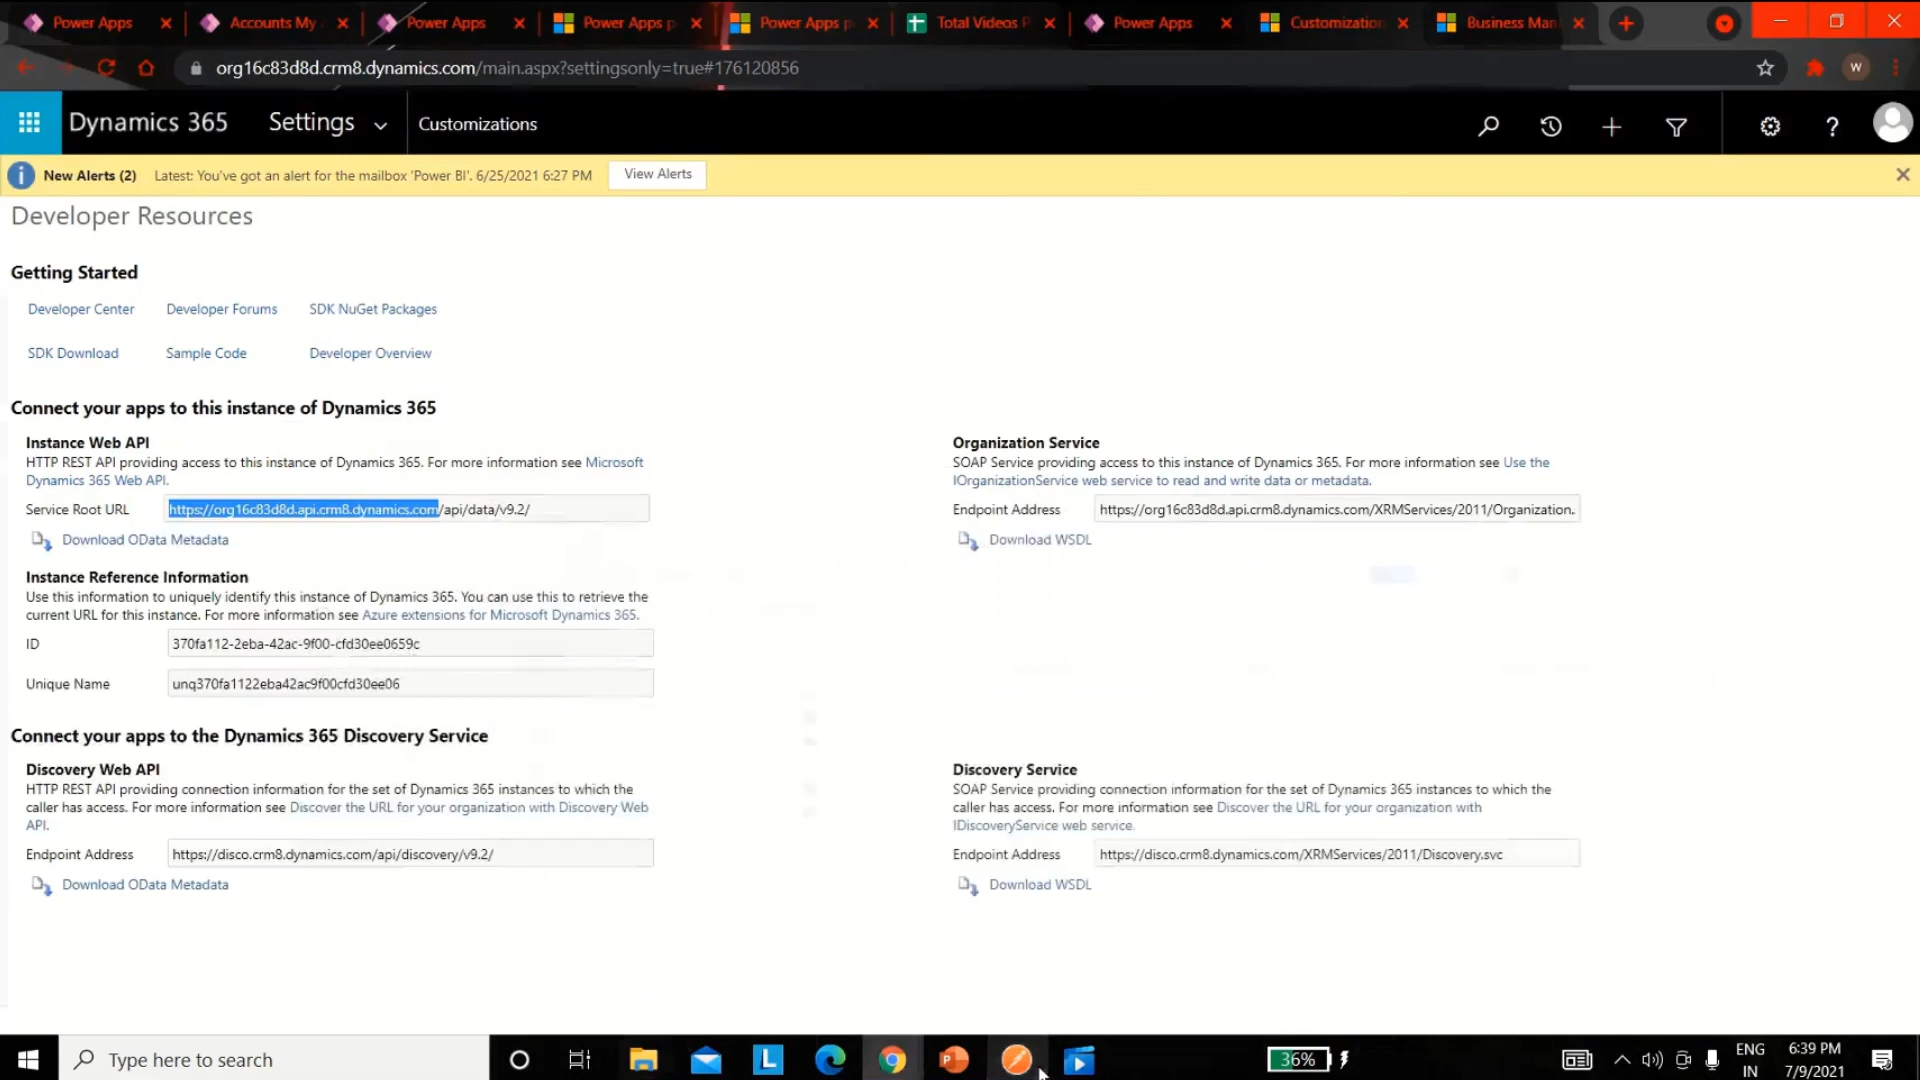 Power Apps
Accounts My
Power Apps
Power Apps p
Power Apps p
Total Videos P
Power Apps
Customization
Business Man
org16c83d8d.crm8.dynamics.com/main.aspx?settingsonly=true#176120856
W
Dynamics 365
Settings
Customizations
New Alerts (2) Latest: You've got an alert for the mailbox 'Power BI'. 6/25/2021 6:27 PM
View Alerts
Developer Resources
Getting Started
Developer Center
Developer Forums
SDK NuGet Packages
SDK Download
Sample Code
Developer Overview
Connect your apps to this instance of Dynamics 365
Instance Web API
HTTP REST API providing access to this instance of Dynamics 365. For more information see Microsoft
Dynamics 365 Web API.
Service Root URL https://org16c83d8d.api.crm8.dynamics.com/api/data/v9.2/
Download OData Metadata
Organization Service
SOAP Service providing access to this instance of Dynamics 365. For more information see Use the
IOrganizationService web service to read and write data or metadata.
Endpoint Address https://org16c83d8d.api.crm8.dynamics.com/XRMServices/2011/Organization.
Download WSDL
Instance Reference Information
Use this information to uniquely identify this instance of Dynamics 365. You can use this to retrieve the
current URL for this instance. For more information see Azure extensions for Microsoft Dynamics 365.
ID 370fa112-2eba-42ac-9f00-cfd30ee0659c
Unique Name unq370fa1122eba42ac9f00cfd30ee06
Connect your apps to the Dynamics 365 Discovery Service
Discovery Web API
HTTP REST API providing connection information for the set of Dynamics 365 instances to which the
caller has access. For more information see Discover the URL for your organization with Discovery Web
API.
Endpoint Address https://disco.crm8.dynamics.com/api/discovery/v9.2/
Download OData Metadata
Discovery Service
SOAP Service providing connection information for the set of Dynamics 365 instances to which the
caller has access. For more information see Discover the URL for your organization with
IDiscoveryService web service.
Endpoint Address https://disco.crm8.dynamics.com/XRMServices/2011/Discovery.svc
Download WSDL
Type here to search
L
36%
ENG
IN
6:39 PM
7/9/2021